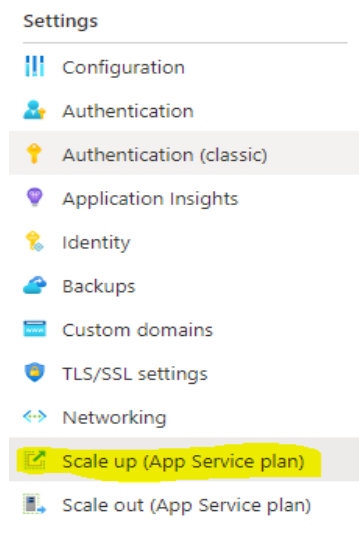 Settings
Configuration
Authentication
Authentication (classic)
Application Insights
Identity
Backups
Custom domains
TLS/SSL settings
Networking
Scale up (App Service plan)
Scale out (App Service plan)